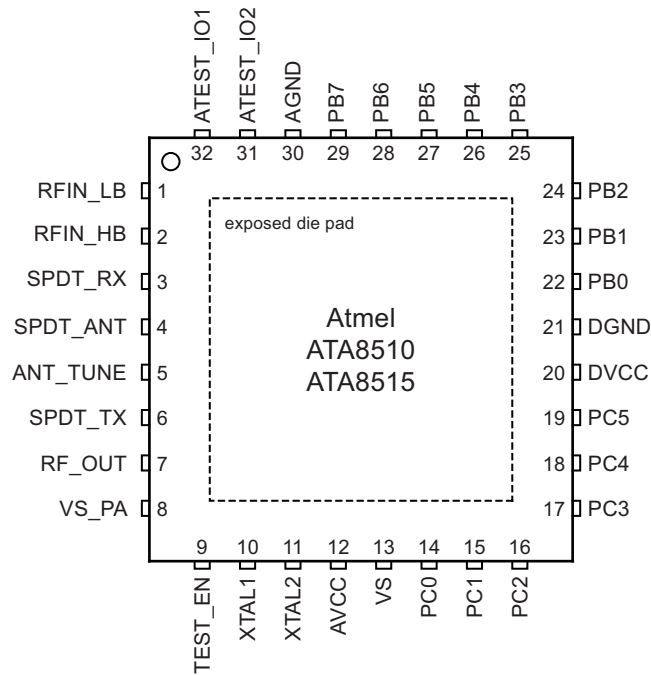 ATEST_IO1
ATEST_IO2
AGND
PB7
PB6
PB5
PB4
PB3
32 31 30 29 28 27 26 25
RFIN_LB 1
RFIN_HB 2
SPDT_RX 3
SPDT_ANT 4
ANT_TUNE 5
SPDT_TX 6
RF_OUT 7
VS_PA 8
exposed die pad
Atmel
ATA8510
ATA8515
24 PB2
23 PB1
22 PB0
21 DGND
20 DVCC
19 PC5
18 PC4
17 PC3
9 10 11 12 13 14 15 16
TEST_EN
XTAL1
XTAL2
AVCC
VS
PC0
PC1
PC2